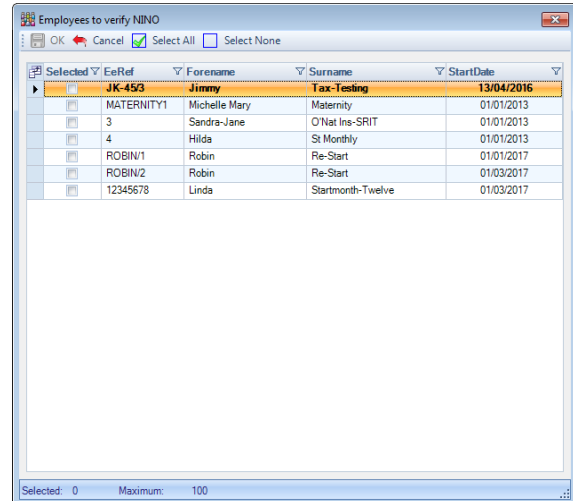 Employees to verify NINO
OK Cancel Select All Select None
Selected EeRef Forename Surname StartDate
JK-45/3 Jimmy Tax-Testing 13/04/2016
MATERNITY1 Michelle Mary Maternity 01/01/2013
3 Sandra-Jane O'Nat Ins-SRIT 01/01/2013
4 Hilda St Monthly 01/01/2013
ROBIN/1 Robin Re-Start 01/01/2017
ROBIN/2 Robin Re-Start 01/03/2017
12345678 Linda Startmonth-Twelve 01/03/2017
Selected: 0 Maximum: 100